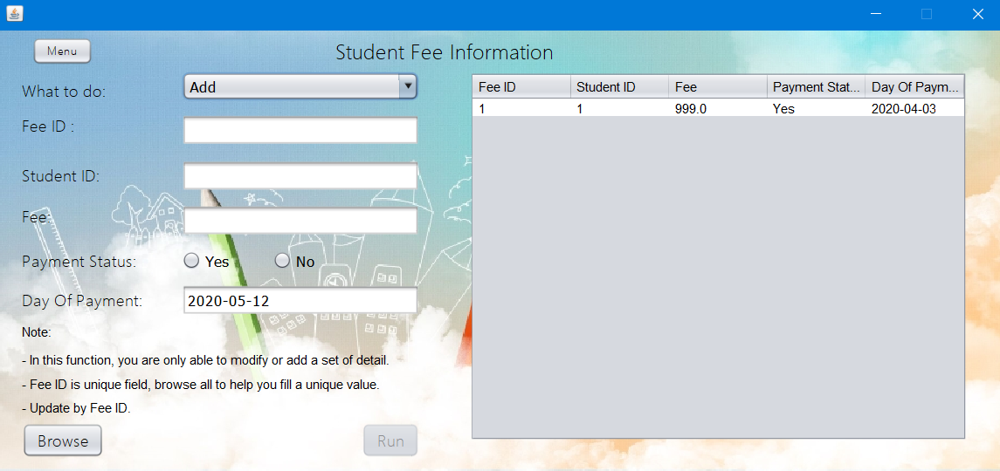 Menu
Student Fee Information
What to do:
Add
Fee ID :
Student ID:
Fee:
Payment Status:
Yes
No
Day Of Payment:
2020-05-12
Note:
- In this function, you are only able to modify or add a set of detail.
- Fee ID is unique field, browse all to help you fill a unique value.
- Update by Fee ID.
Browse
Run
Fee ID Student ID Fee Payment Stat... Day Of Paym...
1 1 999.0 Yes 2020-04-03